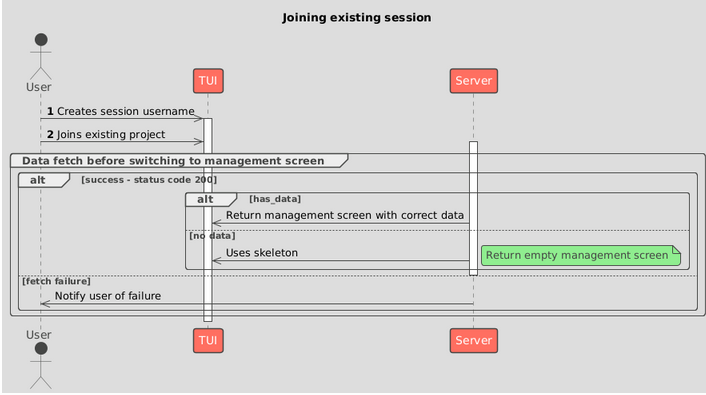 Joining existing session
User
TUI
Server
1 Creates session username
2 Joins existing project
Data fetch before switching to management screen
alt [success - status code 200]
alt [has_data]
Return management screen with correct data
[no data]
Uses skeleton
Return empty management screen
[fetch failure]
Notify user of failure
User
TUI
Server